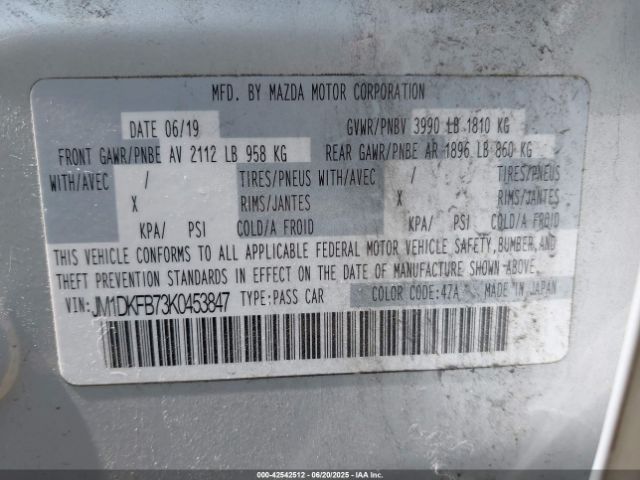 MFD. BY MAZDA MOTOR CORPORATION
DATE 06/19 GVWR/PNBV 3990 LB 1810 KG
FRONT GAWR/PNBE AV 2112 LB 958 KG REAR GAWR/PNBE AR 1896 LB 860 KG
WITH/AVEC / TIRES/PNEUS WITH/AVEC / TIRES/PNEUS
X RIMS/JANTES X RIMS/JANTES
KPA/ PSI COLD/A FROID KPA/ PSI COLD/A FROID
THIS VEHICLE CONFORMS TO ALL APPLICABLE FEDERAL MOTOR VEHICLE SAFETY, BUMBER, AND
THEFT PREVENTION STANDARDS IN EFFECT ON THE DATE OF MANUFACTURE SHOWN ABOVE.
VIN: JM1DKFB73K0453847 TYPE: PASS CAR COLOR CODE: 42A MADE IN JAPAN
000-42542512 - 06/20/2025 - IAAI.COM